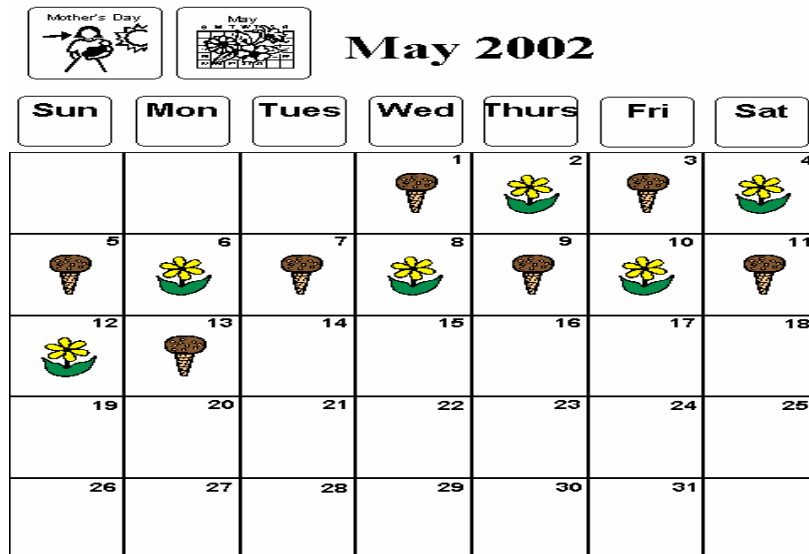 Mother's Day
May
S M T W T F S
May 2002
Sun Mon Tues Wed Thurs Fri Sat
1 2 3 4
5 6 7 8 9 10 11
12 13 14 15 16 17 18
19 20 21 22 23 24 25
26 27 28 29 30 31